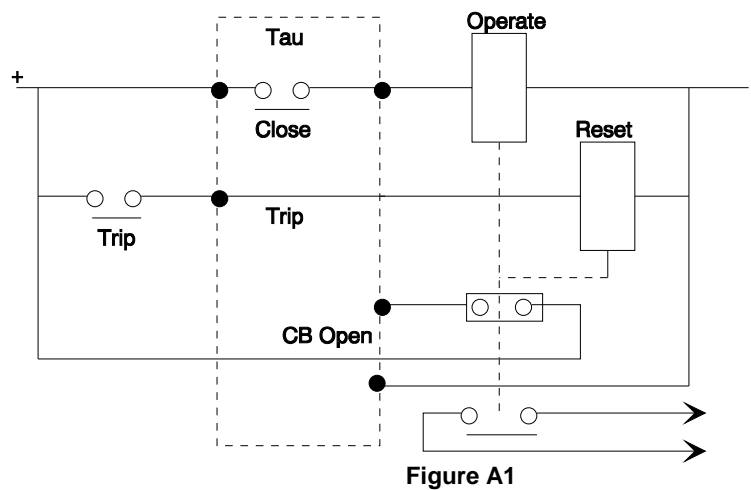 Operate
Tau
+
Close
Reset
Trip
Trip
CB Open
Figure A1